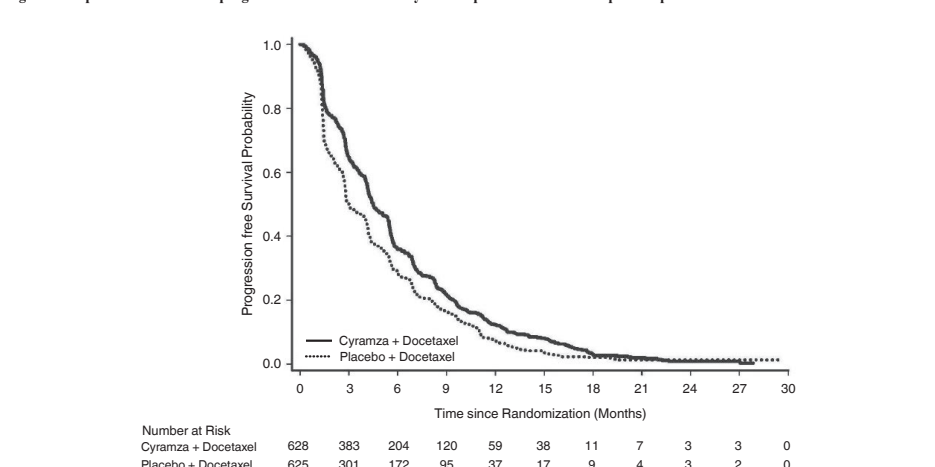 1.0
0.8
0.6
0.4
0.2
0.0
Progression free Survival Probability
Cyramza + Docetaxel
Placebo + Docetaxel
0 3 6 9 12 15 18 21 24 27 30
Time since Randomization (Months)
Number at Risk
Cyramza + Docetaxel 628 383 204 120 59 38 11 7 3 3 0
Placebo + Docetaxel 625 301 172 95 37 17 9 4 3 2 0